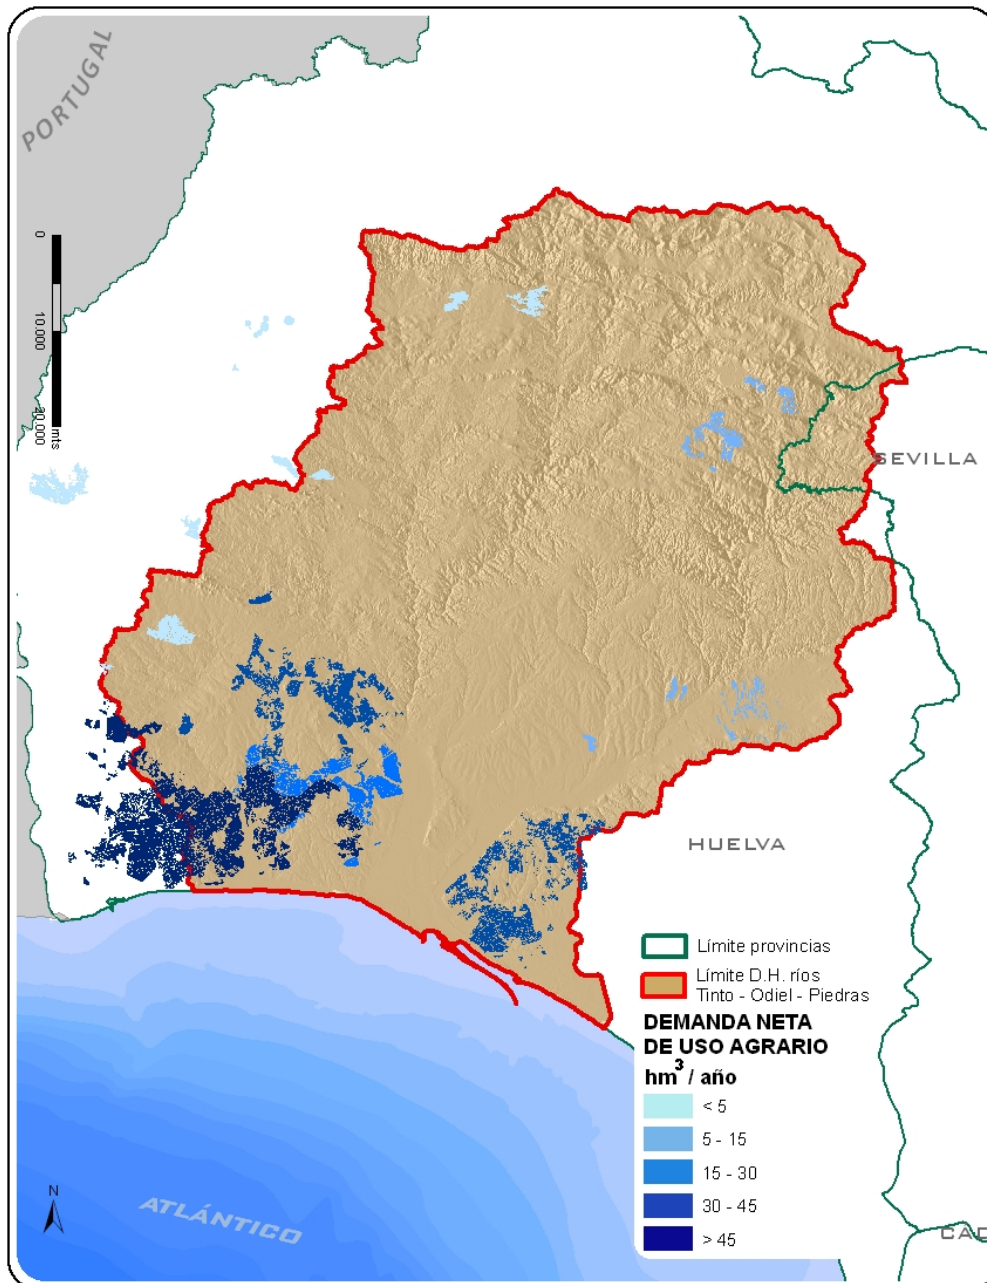 PORTUGAL
0
10.000
20.000
mts
SEVILLA
HUELVA
Límite provincias
Límite D.H. ríos
Tinto - Odiel - Piedras
DEMANDA NETA
DE USO AGRARIO
hm³ / año
< 5
5 - 15
15 - 30
30 - 45
> 45
N
ATLÁNTICO
CAD